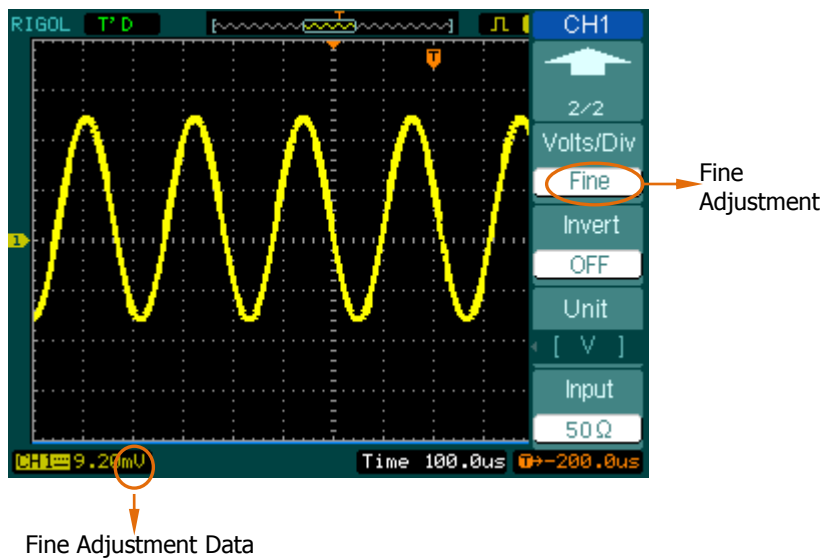 RIGOL T'D CH1
T
T
2/2
Volts/Div
Fine
Fine
Adjustment
Invert
1
OFF
Unit
[ V ]
Input
50Ω
CH1 9.20mV Time 100.0us T→-200.0us
Fine Adjustment Data